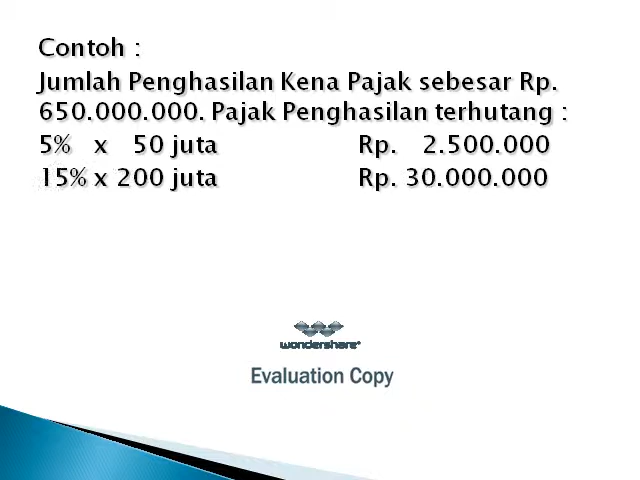 Contoh :
Jumlah Penghasilan Kena Pajak sebesar Rp.
650.000.000. Pajak Penghasilan terhutang :
5% x 50 juta Rp. 2.500.000
15% x 200 juta Rp. 30.000.000
wondershare
Evaluation Copy